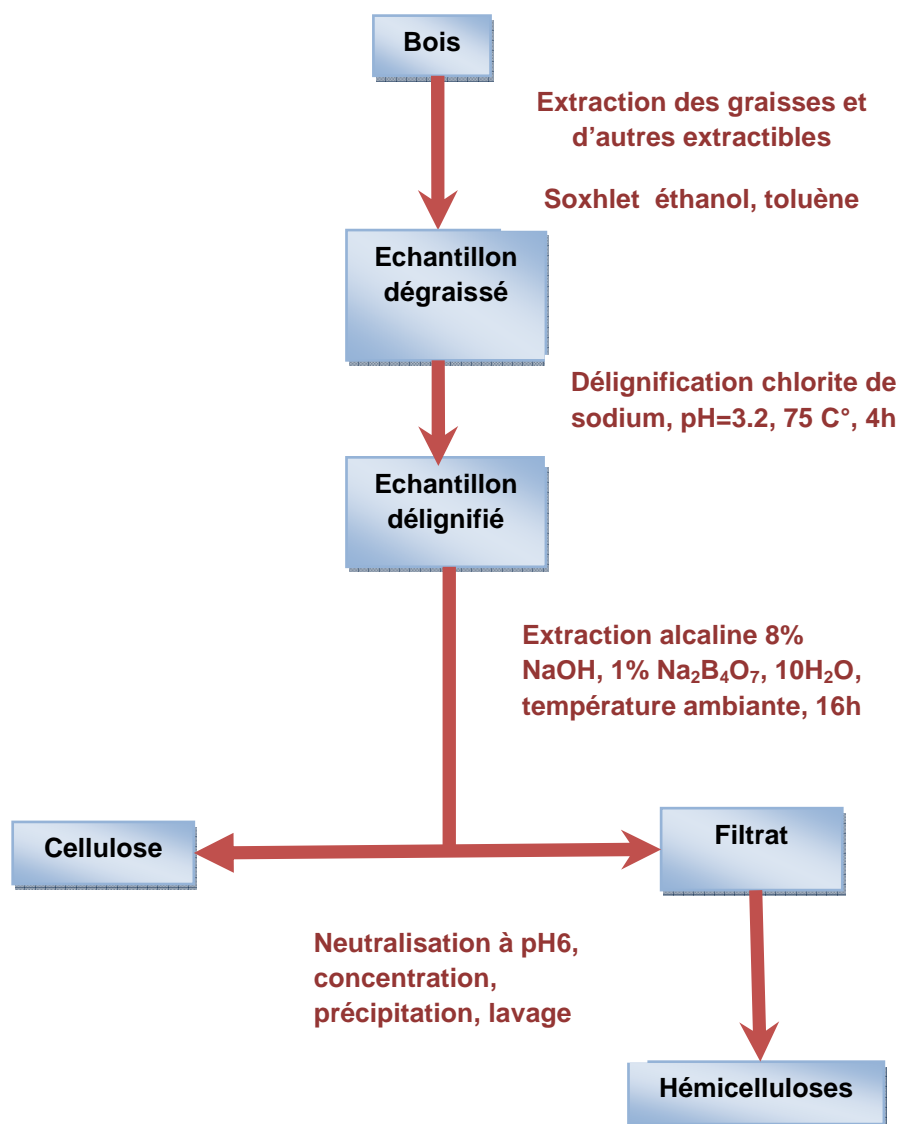 Bois
Extraction des graisses et
d'autres extractibles
Soxhlet éthanol, toluène
Echantillon
dégraissé
Délignification chlorite de
sodium, pH=3.2, 75 C°, 4h
Echantillon
délignifié
Extraction alcaline 8%
NaOH, 1% Na₂B₄O₇, 10H₂O,
température ambiante, 16h
Cellulose
Filtrat
Neutralisation à pH6,
concentration,
précipitation, lavage
Hémicelluloses